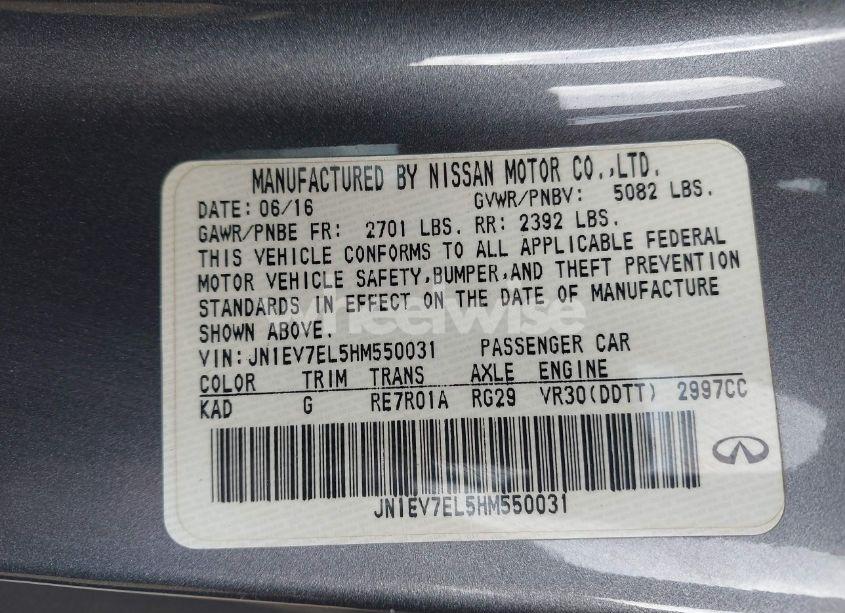 MANUFACTURED BY NISSAN MOTOR CO.,LTD.
DATE: 06/16 GVWR/PNBV: 5082 LBS.
GAWR/PNBE FR: 2701 LBS. RR: 2392 LBS.
THIS VEHICLE CONFORMS TO ALL APPLICABLE FEDERAL
MOTOR VEHICLE SAFETY,BUMPER,AND THEFT PREVENTION
STANDARDS IN EFFECT ON THE DATE OF MANUFACTURE
SHOWN ABOVE.
wheelwise
VIN:JN1EV7EL5HM550031 PASSENGER CAR
COLOR TRIM TRANS AXLE ENGINE
KAD G RE7R01A RG29 VR30(DDTT) 2997CC
JN1EV7EL5HM550031